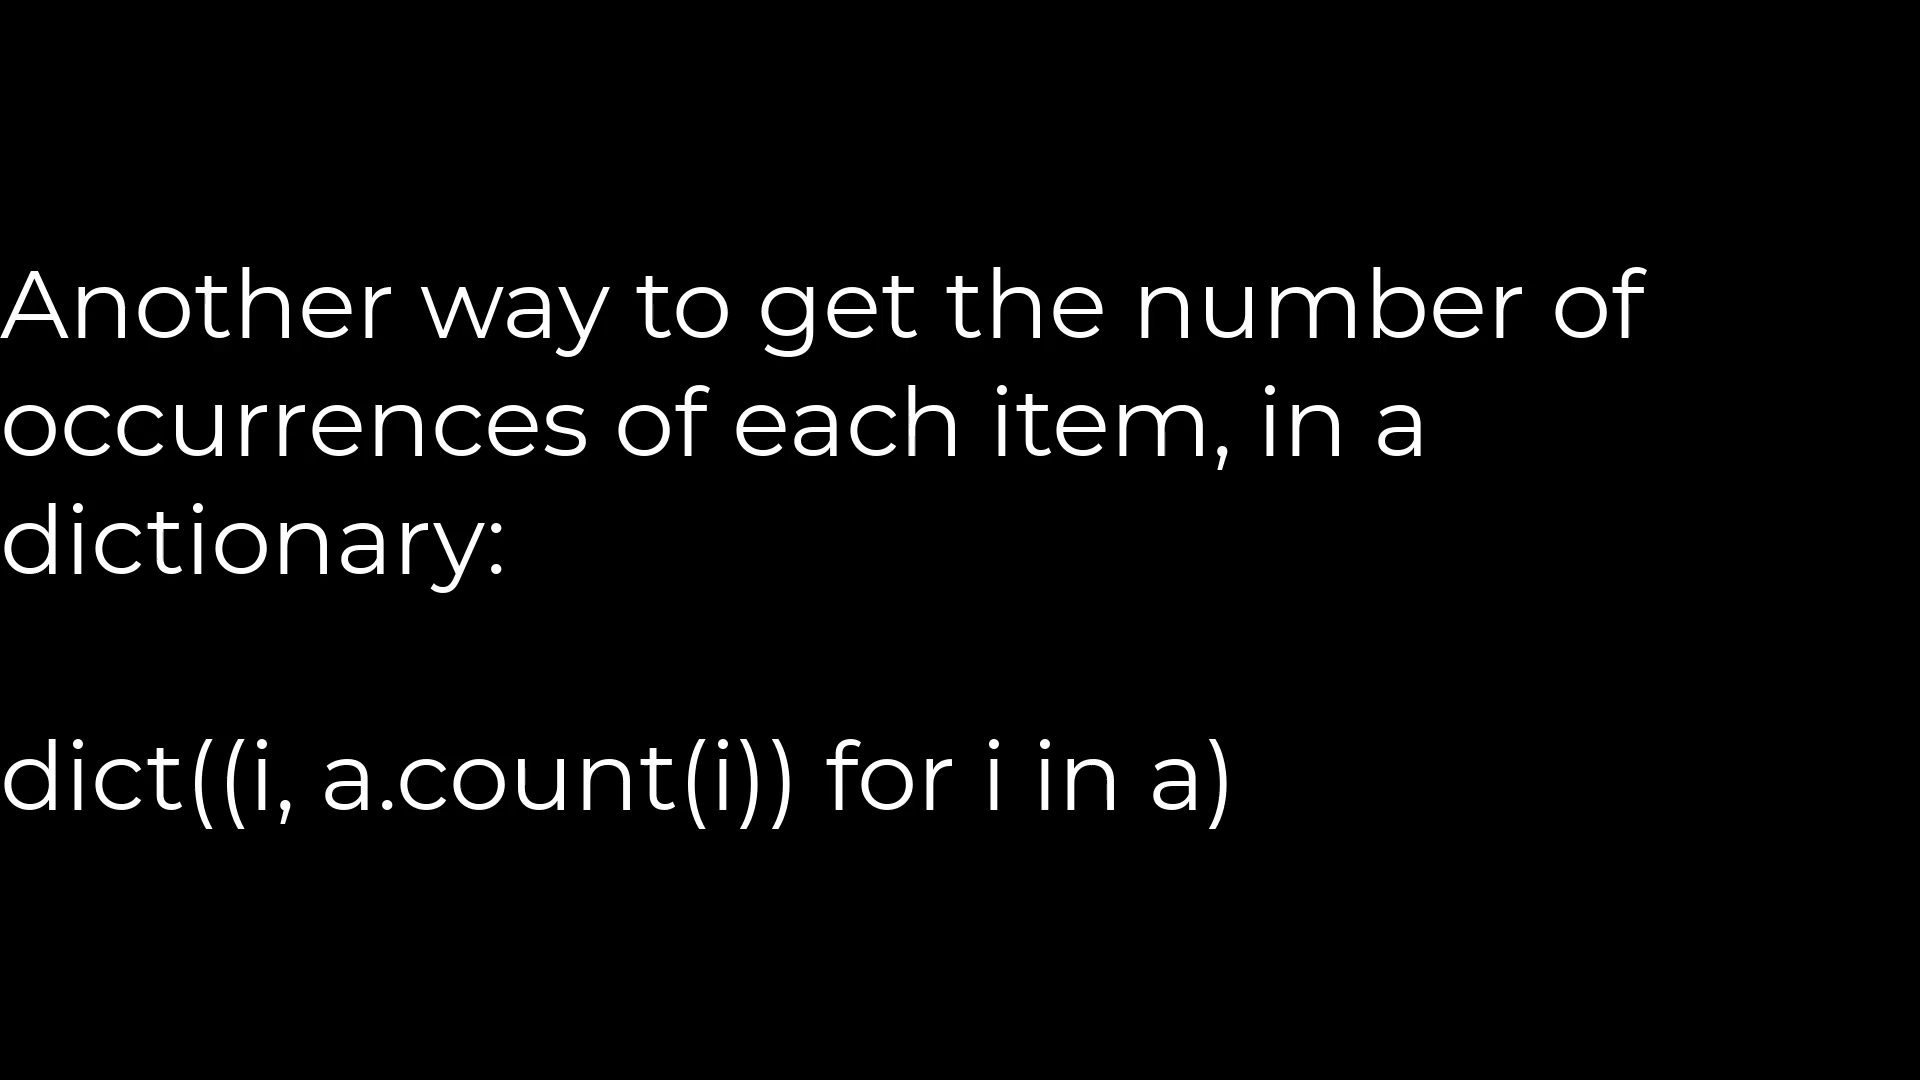 Another way to get the number of
occurrences of each item, in a
dictionary:
dict((i, a.count(i)) for i in a)